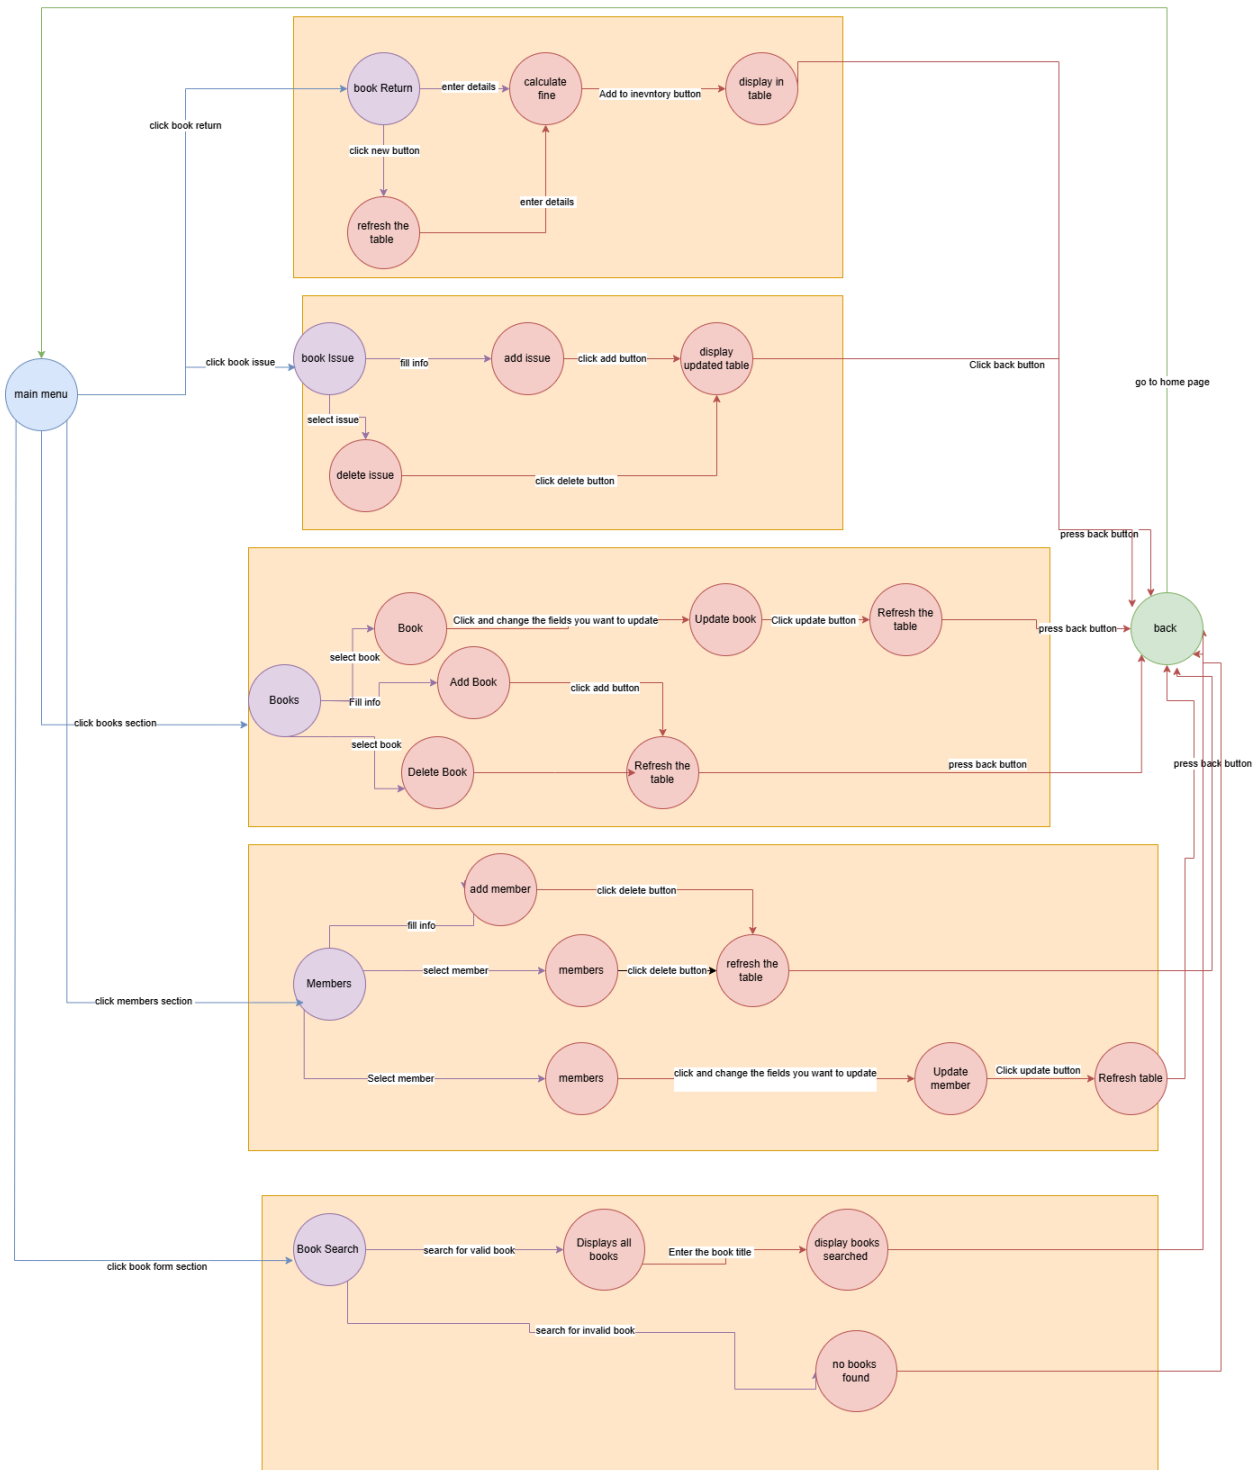 book Return
enter details
calculate
fine
Add to inevntory button
display in
table
click book return
click new button
enter details
refresh the
table
main menu
click book issue
book Issue
fill info
add issue
click add button
display
updated table
Click back button
go to home page
select issue
delete issue
click delete button
press back button
Book
Click and change the fields you want to update
Update book
Click update button
Refresh the
table
press back button
back
select book
Books
Fill info
Add Book
click add button
click books section
select book
Delete Book
Refresh the
table
press back button
press back button
add member
click delete button
fill info
Members
select member
members
click delete button
refresh the
table
click members section
Select member
members
click and change the fields you want to update
Update
member
Click update button
Refresh table
Book Search
search for valid book
Displays all
books
Enter the book title
display books
searched
click book form section
search for invalid book
no books
found